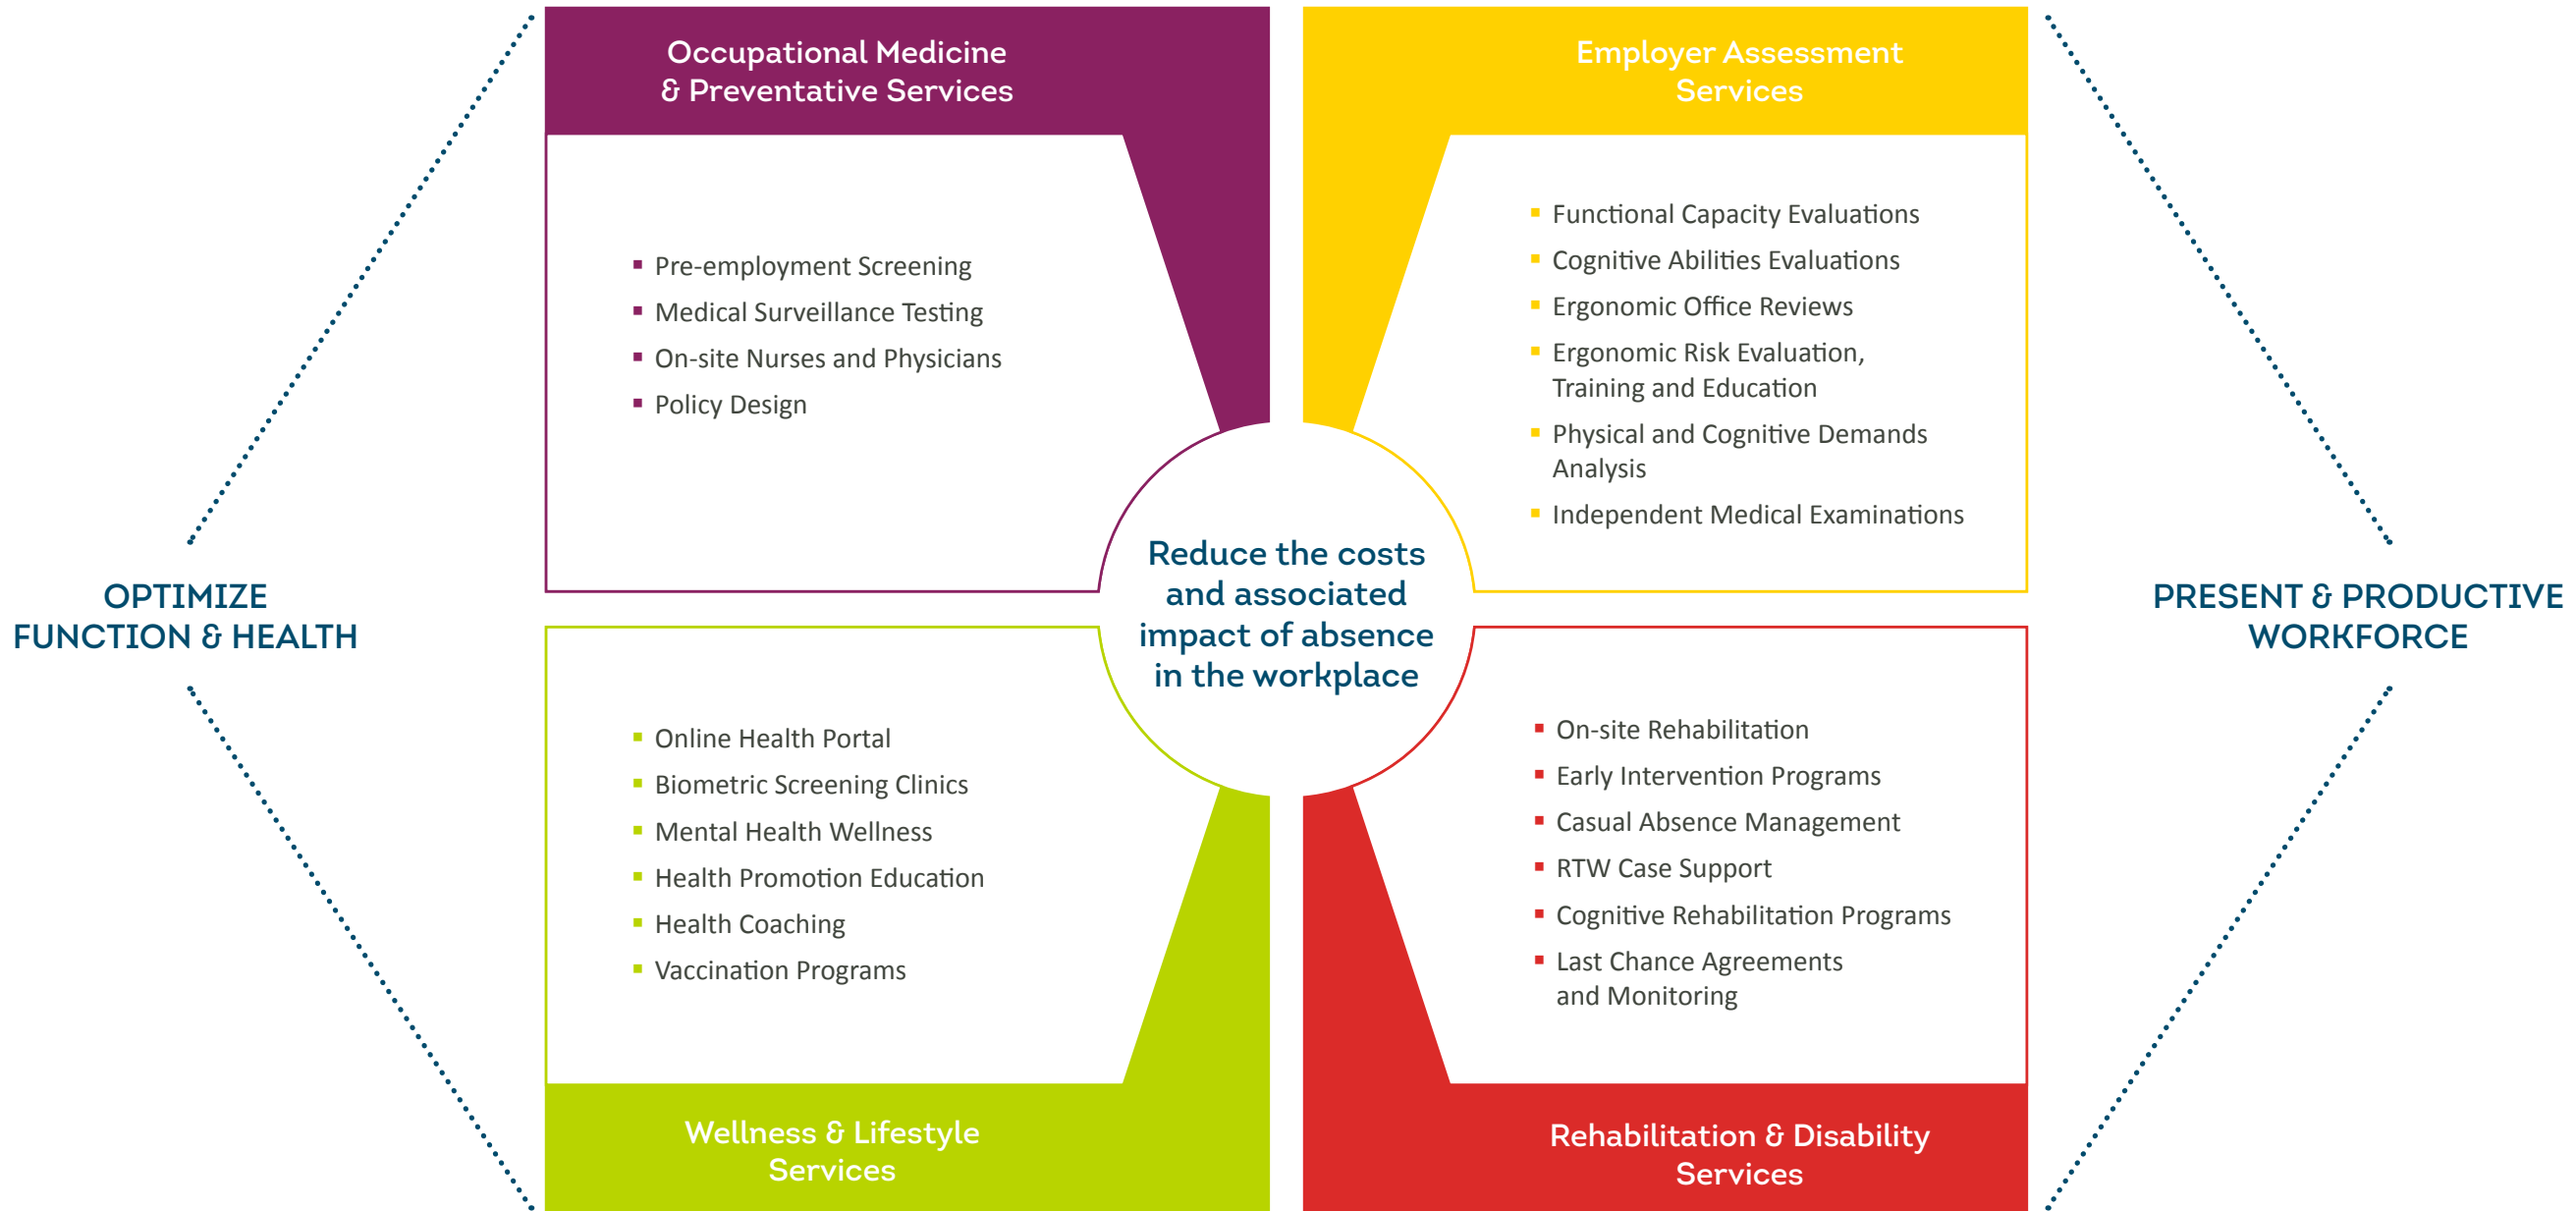 Occupational Medicine
& Preventative Services
Pre-employment Screening
Medical Surveillance Testing
On-site Nurses and Physicians
Policy Design
Employer Assessment
Services
Functional Capacity Evaluations
Cognitive Abilities Evaluations
Ergonomic Office Reviews
Ergonomic Risk Evaluation,
Training and Education
Physical and Cognitive Demands
Analysis
Independent Medical Examinations
OPTIMIZE
FUNCTION & HEALTH
Reduce the costs
and associated
impact of absence
in the workplace
PRESENT & PRODUCTIVE
WORKFORCE
Online Health Portal
Biometric Screening Clinics
Mental Health Wellness
Health Promotion Education
Health Coaching
Vaccination Programs
Wellness & Lifestyle
Services
On-site Rehabilitation
Early Intervention Programs
Casual Absence Management
RTW Case Support
Cognitive Rehabilitation Programs
Last Chance Agreements
and Monitoring
Rehabilitation & Disability
Services